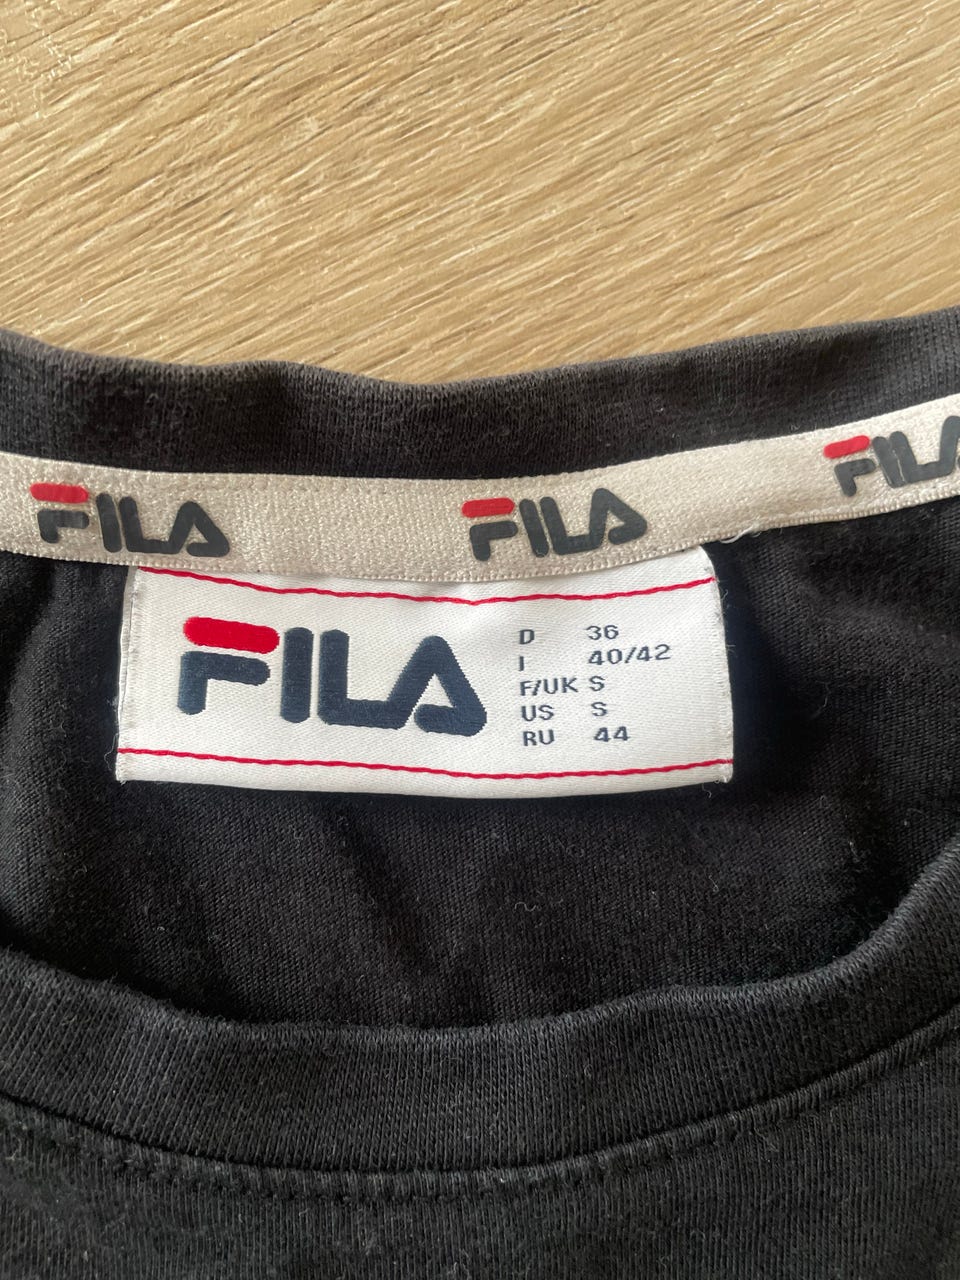 FILA FILA FILA
FILA
D 36
I 40/42
F/UK S
US S
RU 44